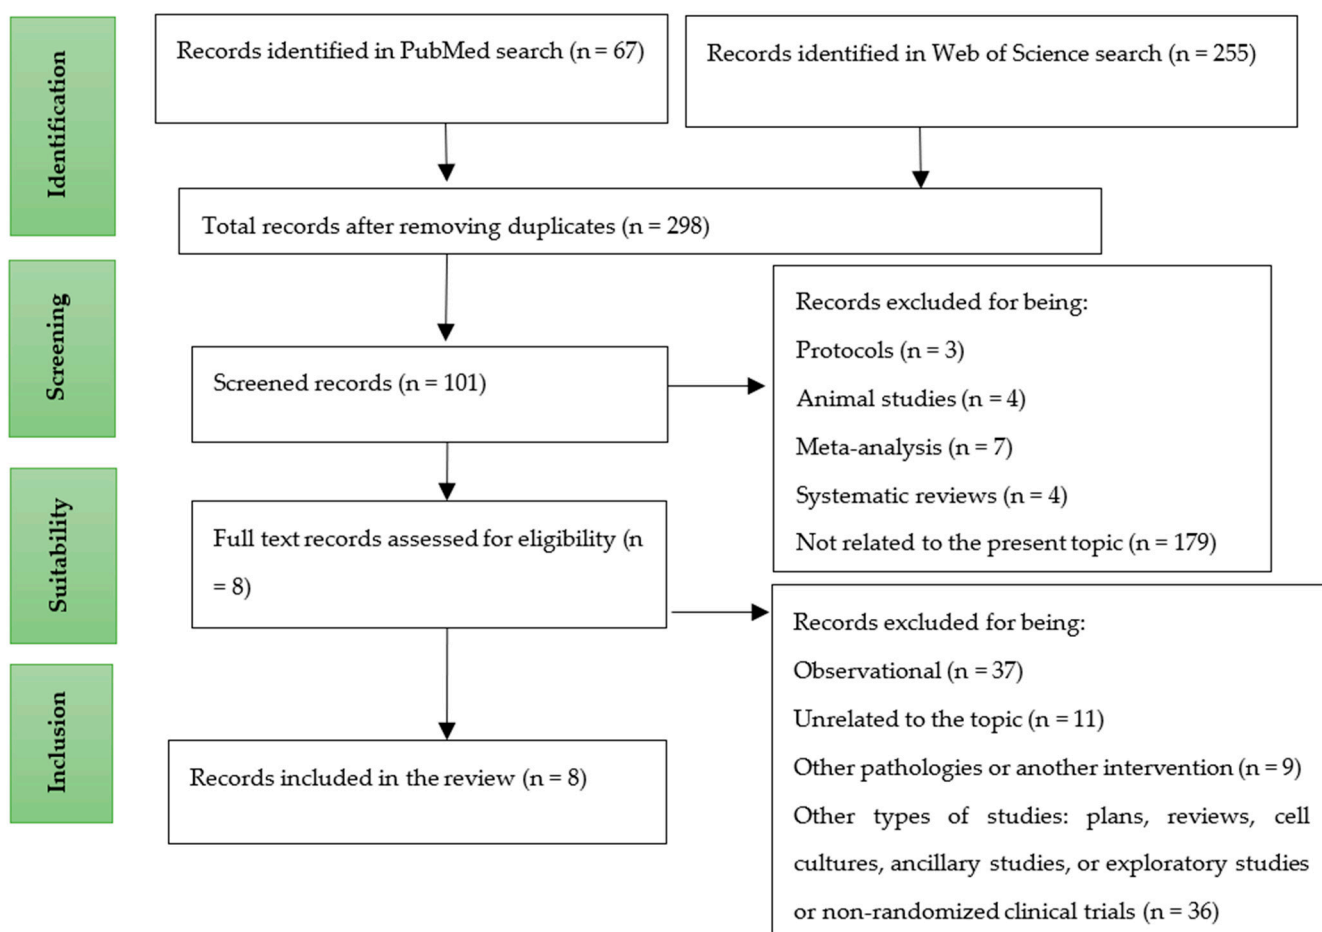 Identification
Records identified in PubMed search (n = 67)
Records identified in Web of Science search (n = 255)
Total records after removing duplicates (n = 298)
Screening
Screened records (n = 101)
Records excluded for being:
Protocols (n = 3)
Animal studies (n = 4)
Meta-analysis (n = 7)
Systematic reviews (n = 4)
Not related to the present topic (n = 179)
Suitability
Full text records assessed for eligibility (n
= 8)
Records excluded for being:
Observational (n = 37)
Unrelated to the topic (n = 11)
Other pathologies or another intervention (n = 9)
Other types of studies: plans, reviews, cell
cultures, ancillary studies, or exploratory studies
or non-randomized clinical trials (n = 36)
Inclusion
Records included in the review (n = 8)